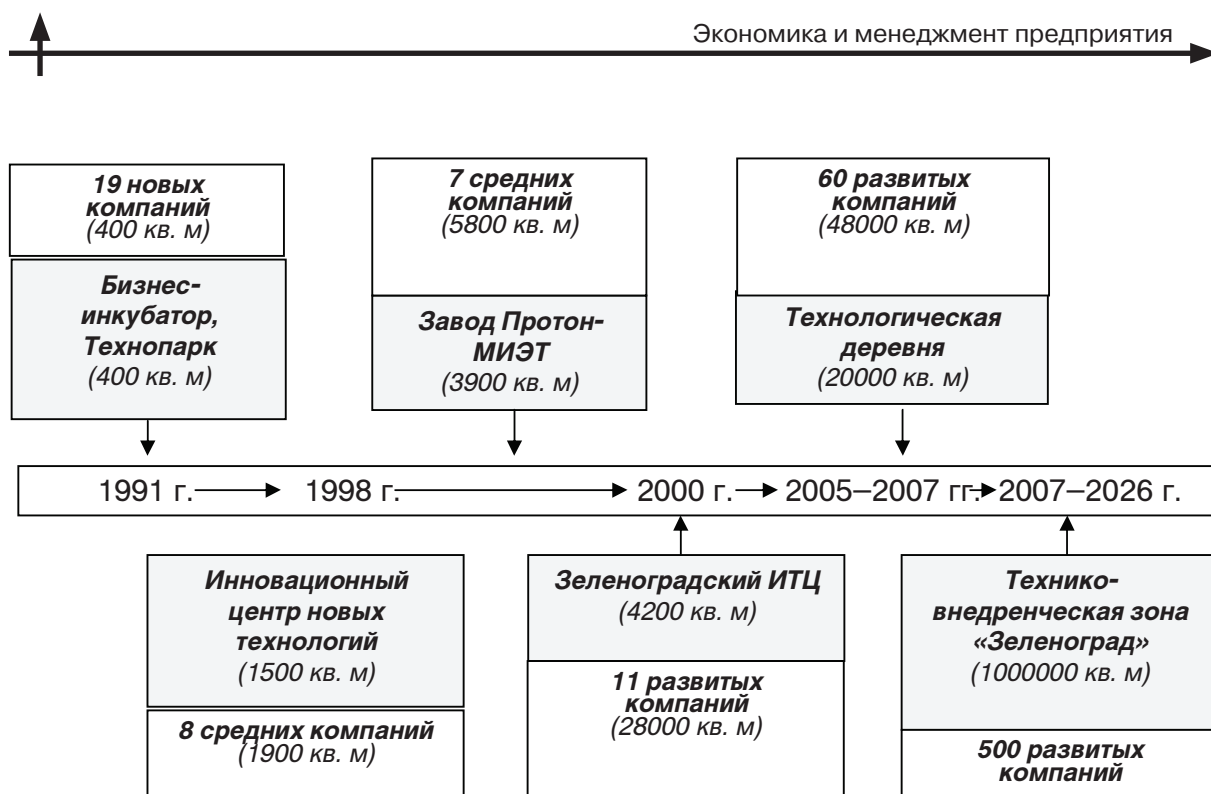 Экономика и менеджмент предприятия
19 новых
компаний
(400 кв. м)
Бизнес-
инкубатор,
Технопарк
(400 кв. м)
7 средних
компаний
(5800 кв. м)
Завод Протон-
МИЭТ
(3900 кв. м)
60 развитых
компаний
(48000 кв. м)
Технологическая
деревня
(20000 кв. м)
1991 г. 1998 г. 2000 г. 2005–2007 гг. 2007–2026 г.
Инновационный
центр новых
технологий
(1500 кв. м)
8 средних компаний
(1900 кв. м)
Зеленоградский ИТЦ
(4200 кв. м)
11 развитых
компаний
(28000 кв. м)
Технико-
внедренческая зона
«Зеленоград»
(1000000 кв. м)
500 развитых
компаний